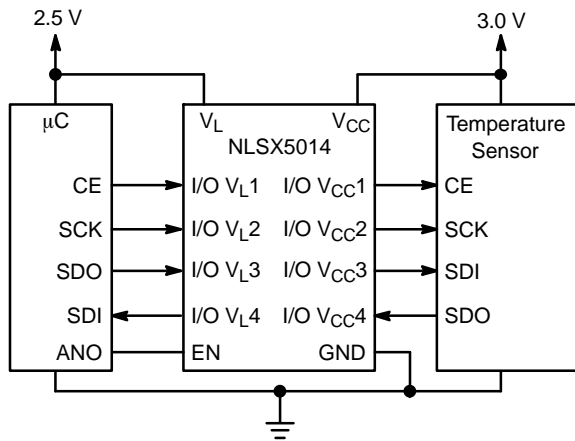 2.5 V
3.0 V
μC
VL
VCC
Temperature
Sensor
NLSX5014
CE
I/O VL1
I/O VCC1
CE
SCK
I/O VL2
I/O VCC2
SCK
SDO
I/O VL3
I/O VCC3
SDI
SDI
I/O VL4
I/O VCC4
SDO
ANO
EN
GND